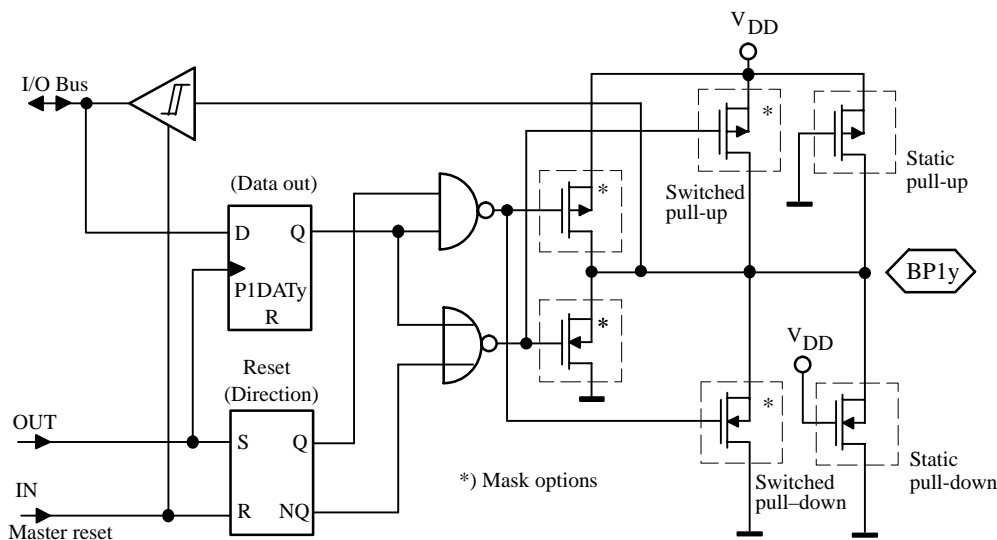 V DD
I/O Bus
*
*
Static
pull-up
(Data out)
Switched
pull-up
D
Q
P1DATy
R
BP1y
*
Reset
(Direction)
V DD
OUT
S
Q
*
*) Mask options
Static
pull-down
Switched
pull–down
IN
R
NQ
Master reset